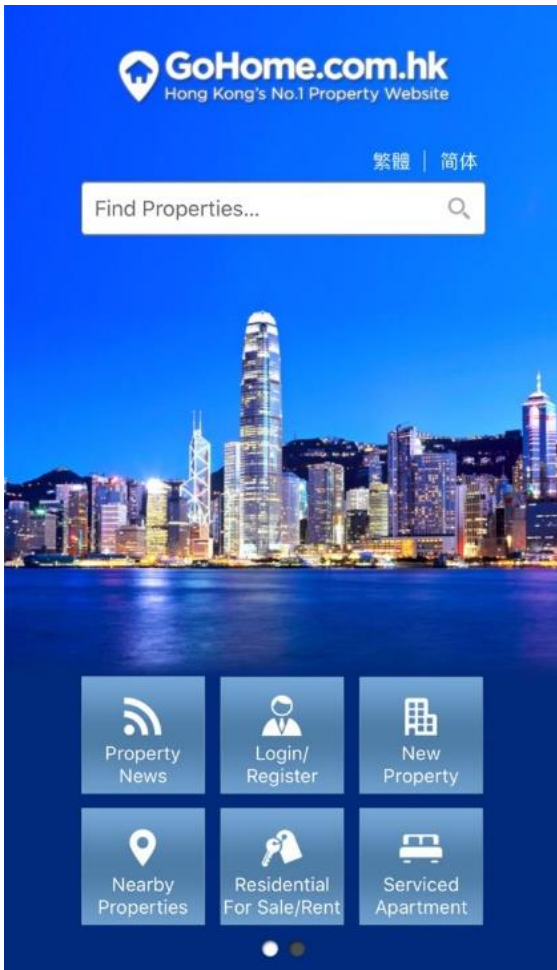 GoHome.com.hk
Hong Kong's No.1 Property Website
繁體 | 简体
Find Properties...
Property
News
Login/
Register
New
Property
Nearby
Properties
Residential
For Sale/Rent
Serviced
Apartment